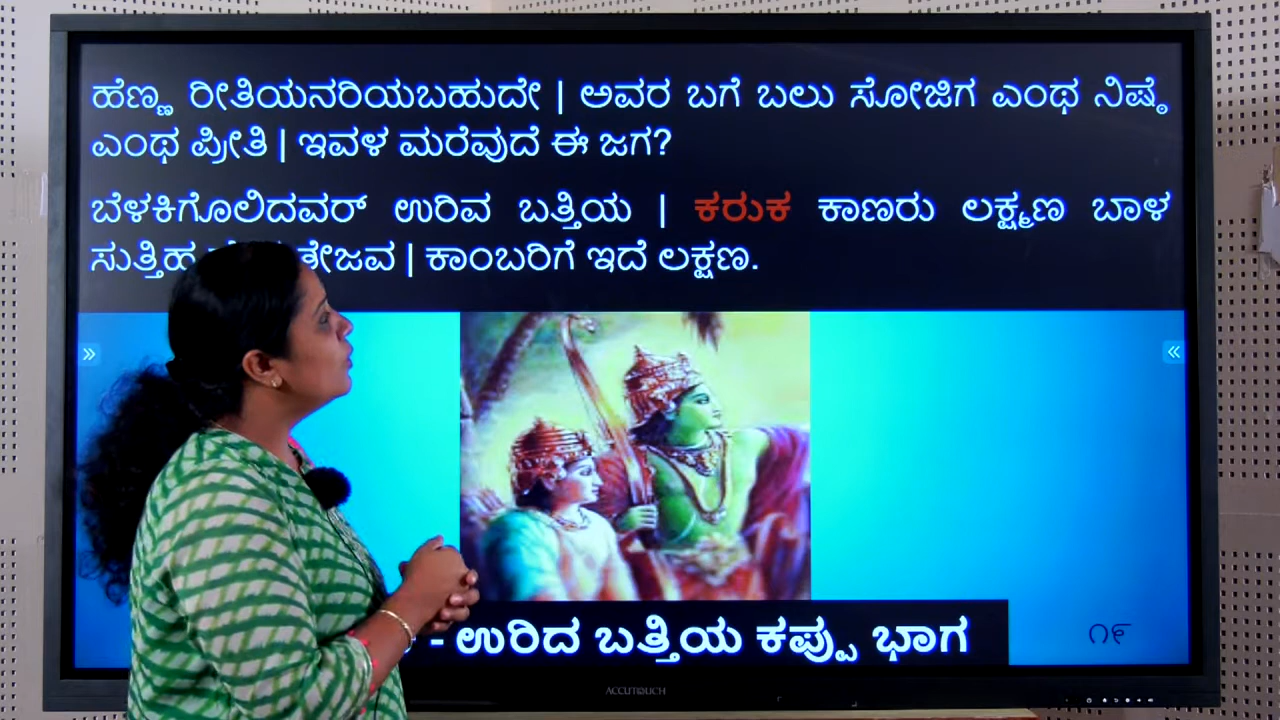 ಹೆಣ್ಣ ರೀತಿಯನರಿಯಬಹುದೇ | ಅವರ ಬಗೆ ಬಲು ಸೋಜಿಗ ಎಂಥ ನಿಷ್ಠೆ
ಎಂಥ ಪ್ರೀತಿ | ಇವಳ ಮರೆವುದೆ ಈ ಜಗ?
ಬೆಳಕಿಗೊಲಿದವರ್ ಉರಿವ ಬತ್ತಿಯ | ಕರುಕ ಕಾಣರು ಲಕ್ಷ್ಮಣ ಬಾಳ
ಸುತ್ತಿಹ ತೇಜವ | ಕಾಂಬರಿಗೆ ಇದೆ ಲಕ್ಷಣ.
» «
- ಉರಿದ ಬತ್ತಿಯ ಕಪ್ಪು ಭಾಗ
೧೯
ACCUTOUCH